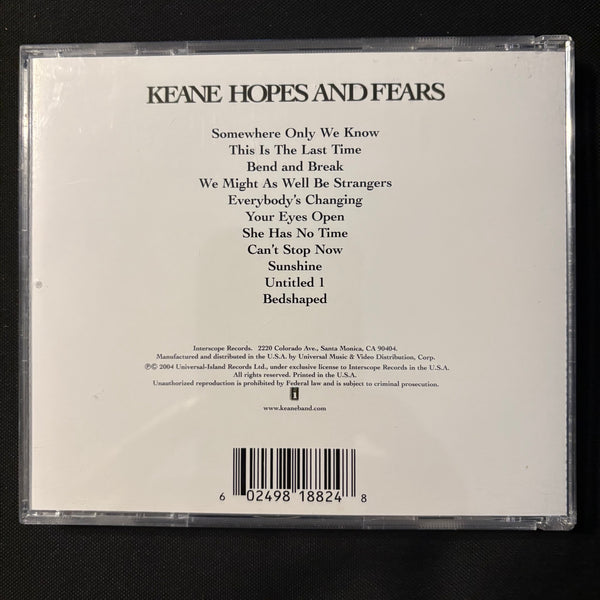 KEANE HOPES AND FEARS
Somewhere Only We Know
This Is The Last Time
Bend and Break
We Might As Well Be Strangers
Everybody's Changing
Your Eyes Open
She Has No Time
Can't Stop Now
Sunshine
Untitled 1
Bedshaped
Interscope Records. 2220 Colorado Ave., Santa Monica, CA 90404.
Manufactured and distributed in the U.S.A. by Universal Music & Video Distribution, Corp.
℗© 2004 Universal-Island Records Ltd., under exclusive license to Interscope Records in the U.S.A.
All rights reserved. Printed in the U.S.A.
Unauthorized reproduction is prohibited by Federal law and is subject to criminal prosecution.
i
www.keaneband.com
6 02498 18824 8